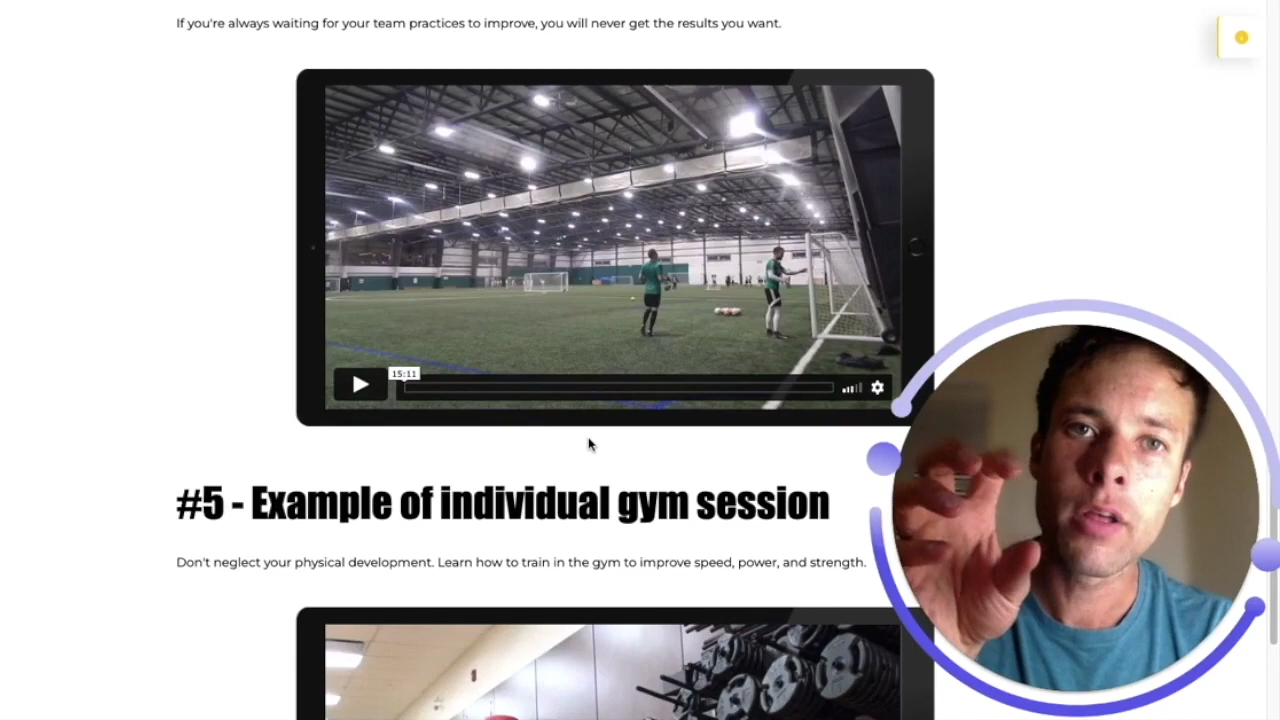 If you're always waiting for your team practices to improve, you will never get the results you want.
15:11
#5 - Example of individual gym session
Don't neglect your physical development. Learn how to train in the gym to improve speed, power, and strength.